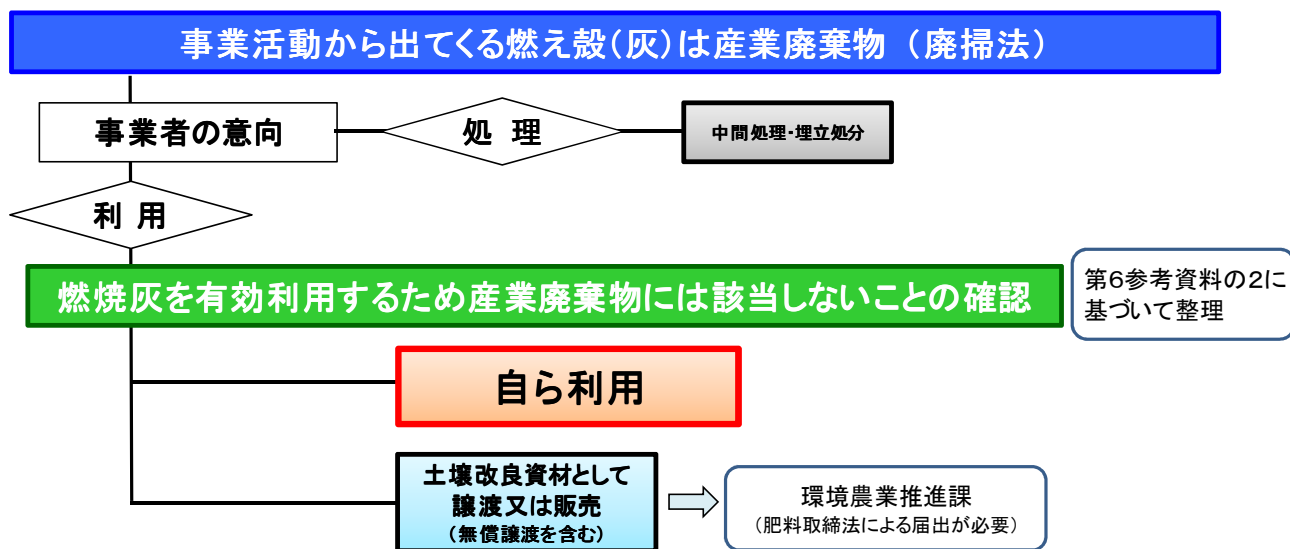 事業活動から出てくる燃え殻(灰)は産業廃棄物 (廃掃法)
事業者の意向
処 理
中間処理・埋立処分
利 用
燃焼灰を有効利用するため産業廃棄物には該当しないことの確認
第6参考資料の2に
基づいて整理
自ら利用
土壌改良資材として
譲渡又は販売
(無償譲渡を含む)
環境農業推進課
(肥料取締法による届出が必要)